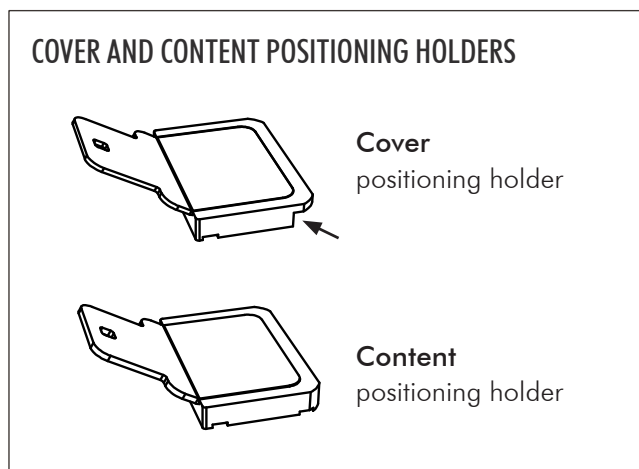 COVER AND CONTENT POSITIONING HOLDERS
Cover
positioning holder
Content
positioning holder